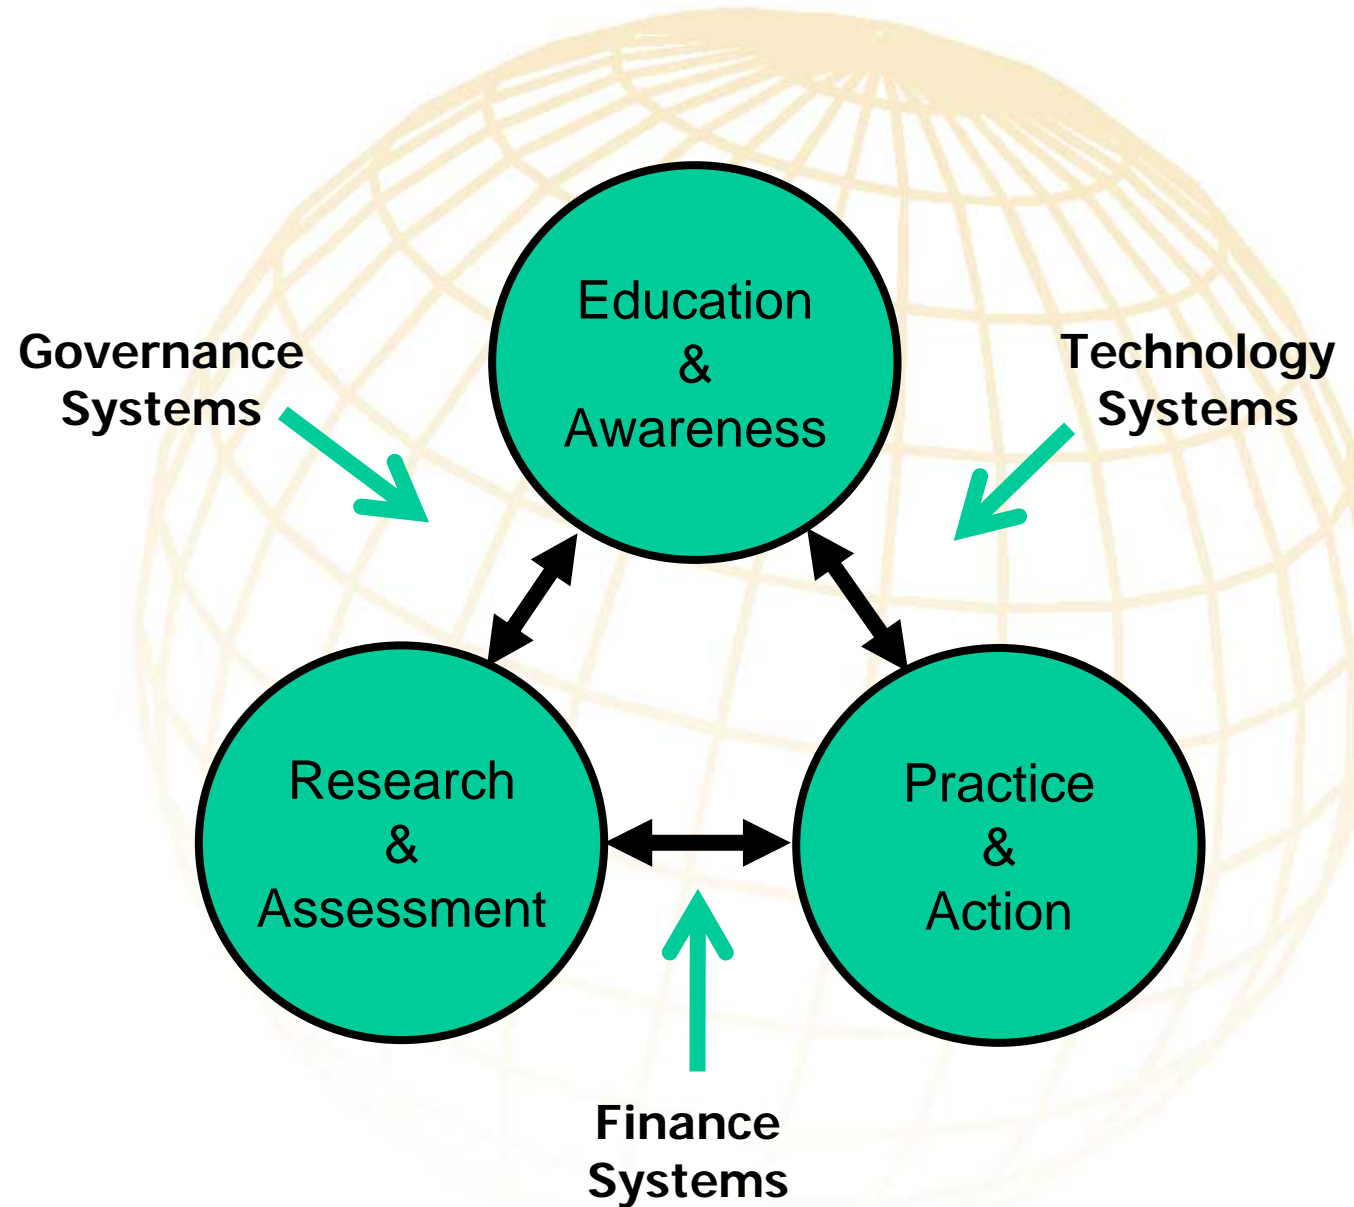 Education
&
Awareness
Governance
Systems
Technology
Systems
Research
&
Assessment
Practice
&
Action
Finance
Systems